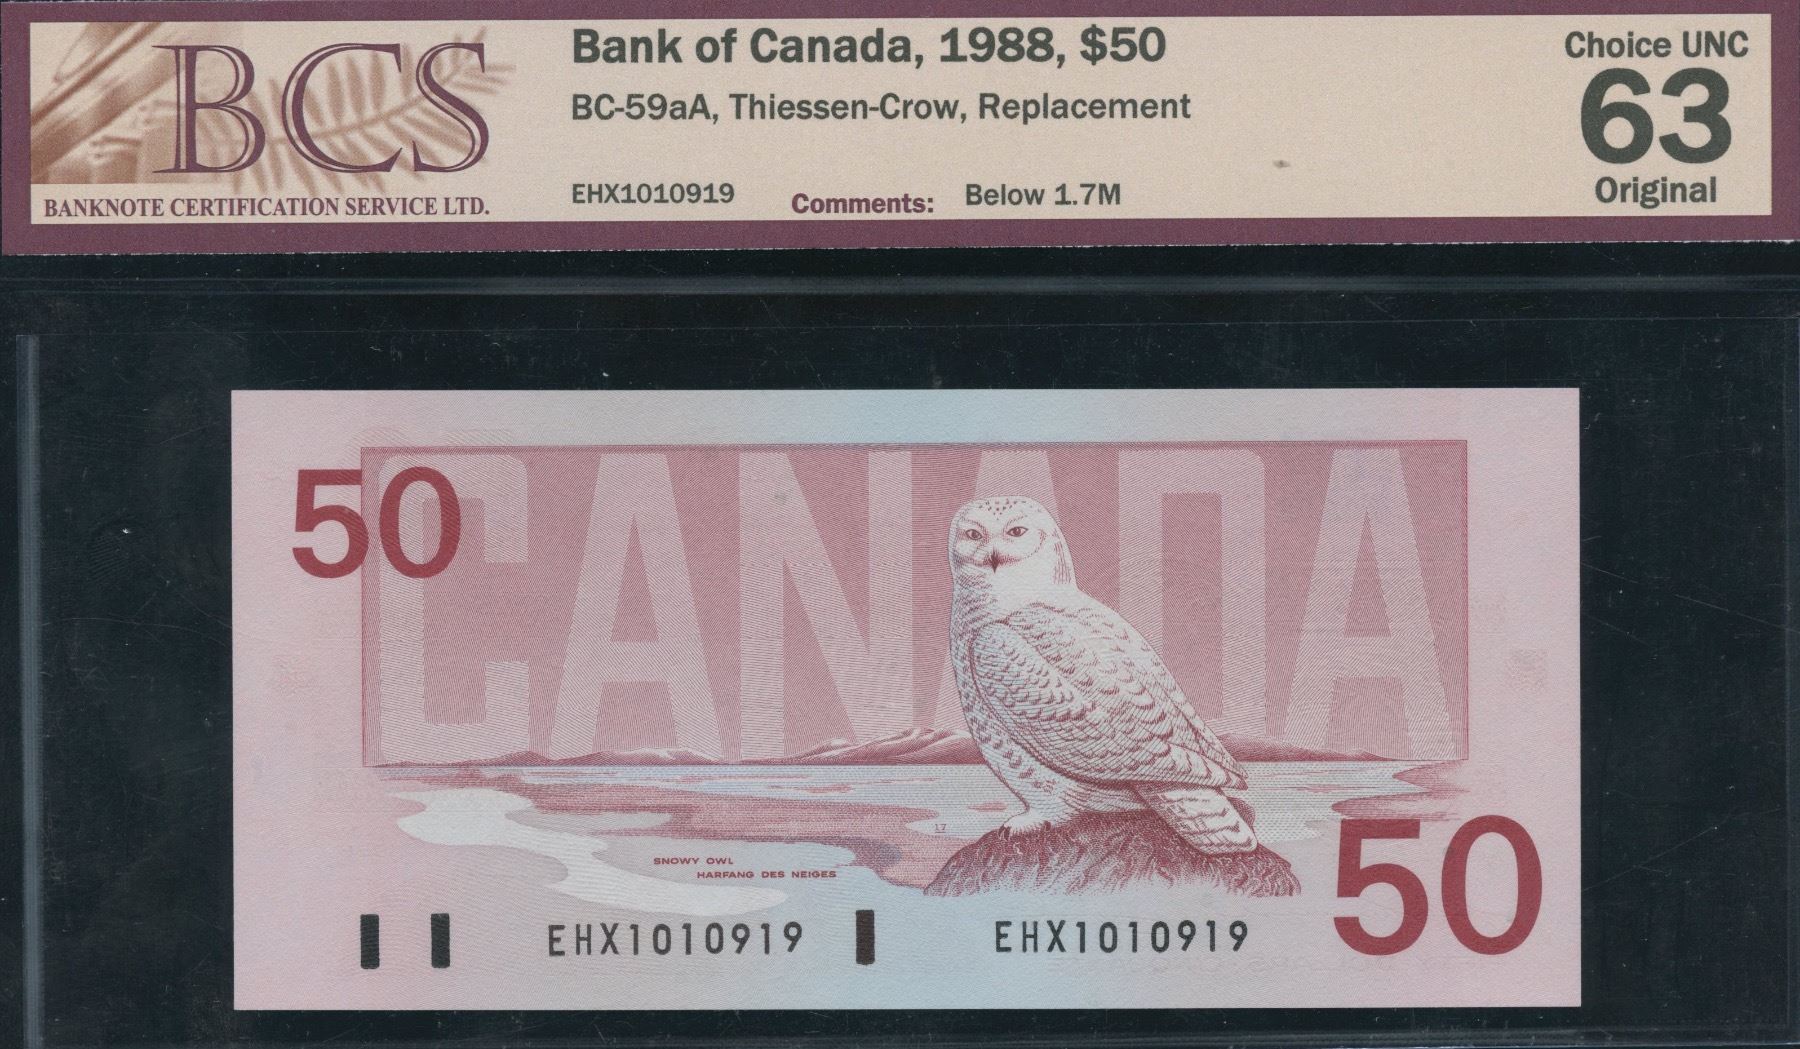 BCS
BANKNOTE CERTIFICATION SERVICE LTD.
Bank of Canada, 1988, $50
BC-59aA, Thiessen-Crow, Replacement
EHX1010919
Comments: Below 1.7M
Choice UNC
63
Original
50
CANADA
17
SNOWY OWL
HARFANG DES NEIGES
EHX1010919
EHX1010919
50